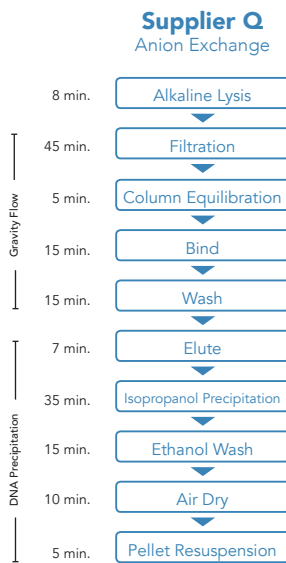 Supplier Q
Anion Exchange
8 min.
Alkaline Lysis
45 min.
Filtration
5 min.
Column Equilibration
15 min.
Bind
15 min.
Wash
Gravity Flow
7 min.
Elute
35 min.
Isopropanol Precipitation
15 min.
Ethanol Wash
10 min.
Air Dry
5 min.
Pellet Resuspension
DNA Precipitation